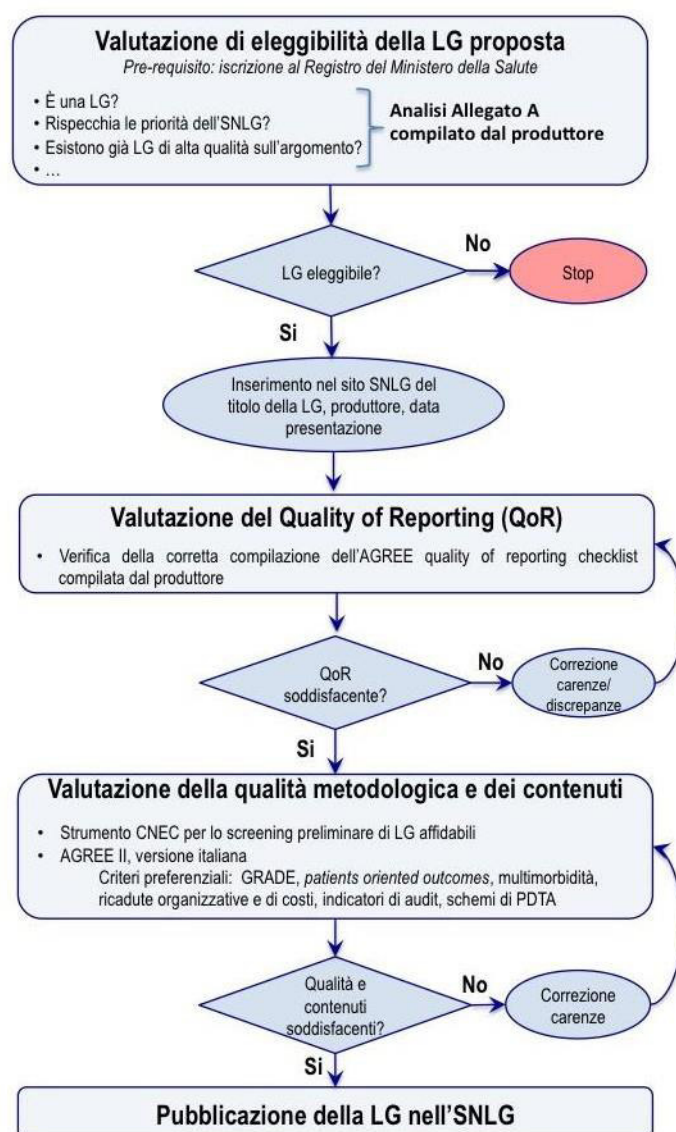 Valutazione di eleggibilità della LG proposta
Pre-requisito: iscrizione al Registro del Ministero della Salute
• È una LG?
• Rispecchia le priorità dell'SNLG?
• Esistono già LG di alta qualità sull'argomento?
• ...
Analisi Allegato A
compilato dal produttore
LG eleggibile?
No
Stop
Si
Inserimento nel sito SNLG del
titolo della LG, produttore, data
presentazione
Valutazione del Quality of Reporting (QoR)
• Verifica della corretta compilazione dell'AGREE quality of reporting checklist
compilata dal produttore
QoR
soddisfacente?
No
Correzione
carenze/
discrepanze
Si
Valutazione della qualità metodologica e dei contenuti
• Strumento CNEC per lo screening preliminare di LG affidabili
• AGREE II, versione italiana
Criteri preferenziali: GRADE, patients oriented outcomes, multimorbidità,
ricadute organizzative e di costi, indicatori di audit, schemi di PDTA
Qualità e
contenuti
soddisfacenti?
No
Correzione
carenze
Si
Pubblicazione della LG nell'SNLG